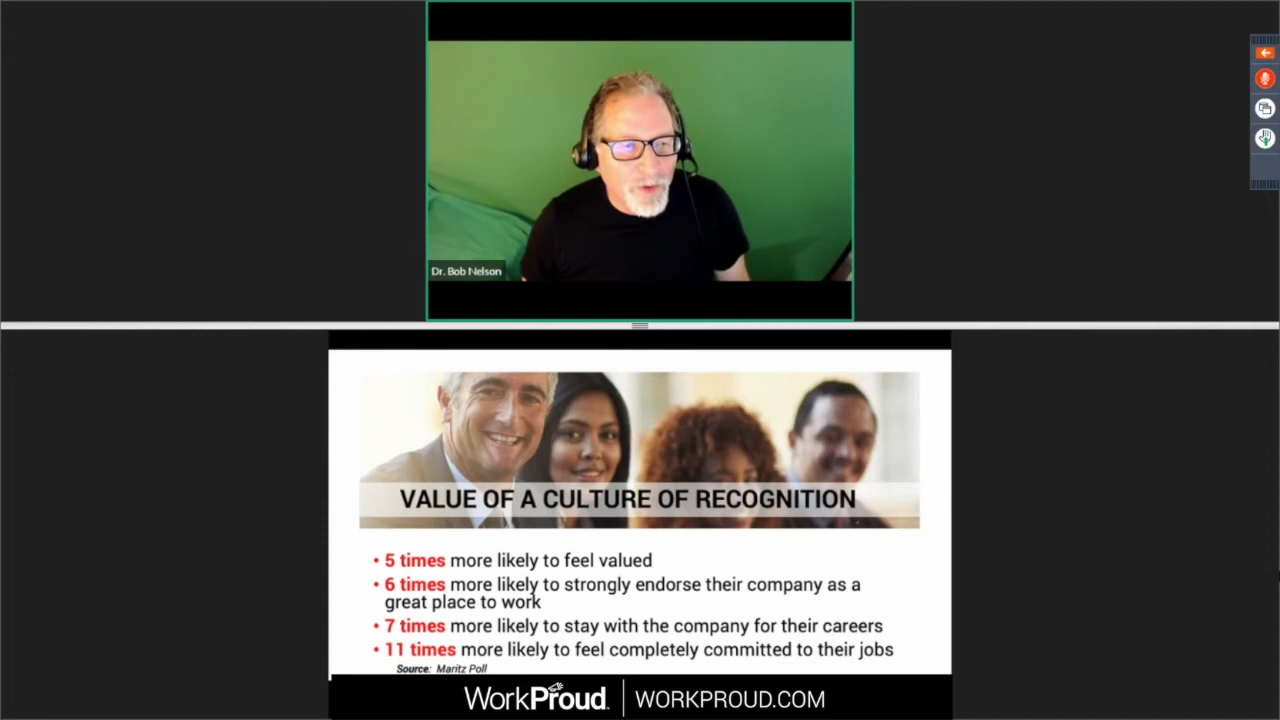 Dr. Bob Nelson
VALUE OF A CULTURE OF RECOGNITION
• 5 times more likely to feel valued
• 6 times more likely to strongly endorse their company as a
great place to work
• 7 times more likely to stay with the company for their careers
• 11 times more likely to feel completely committed to their jobs
Source: Maritz Poll
WorkProud. | WORKPROUD.COM